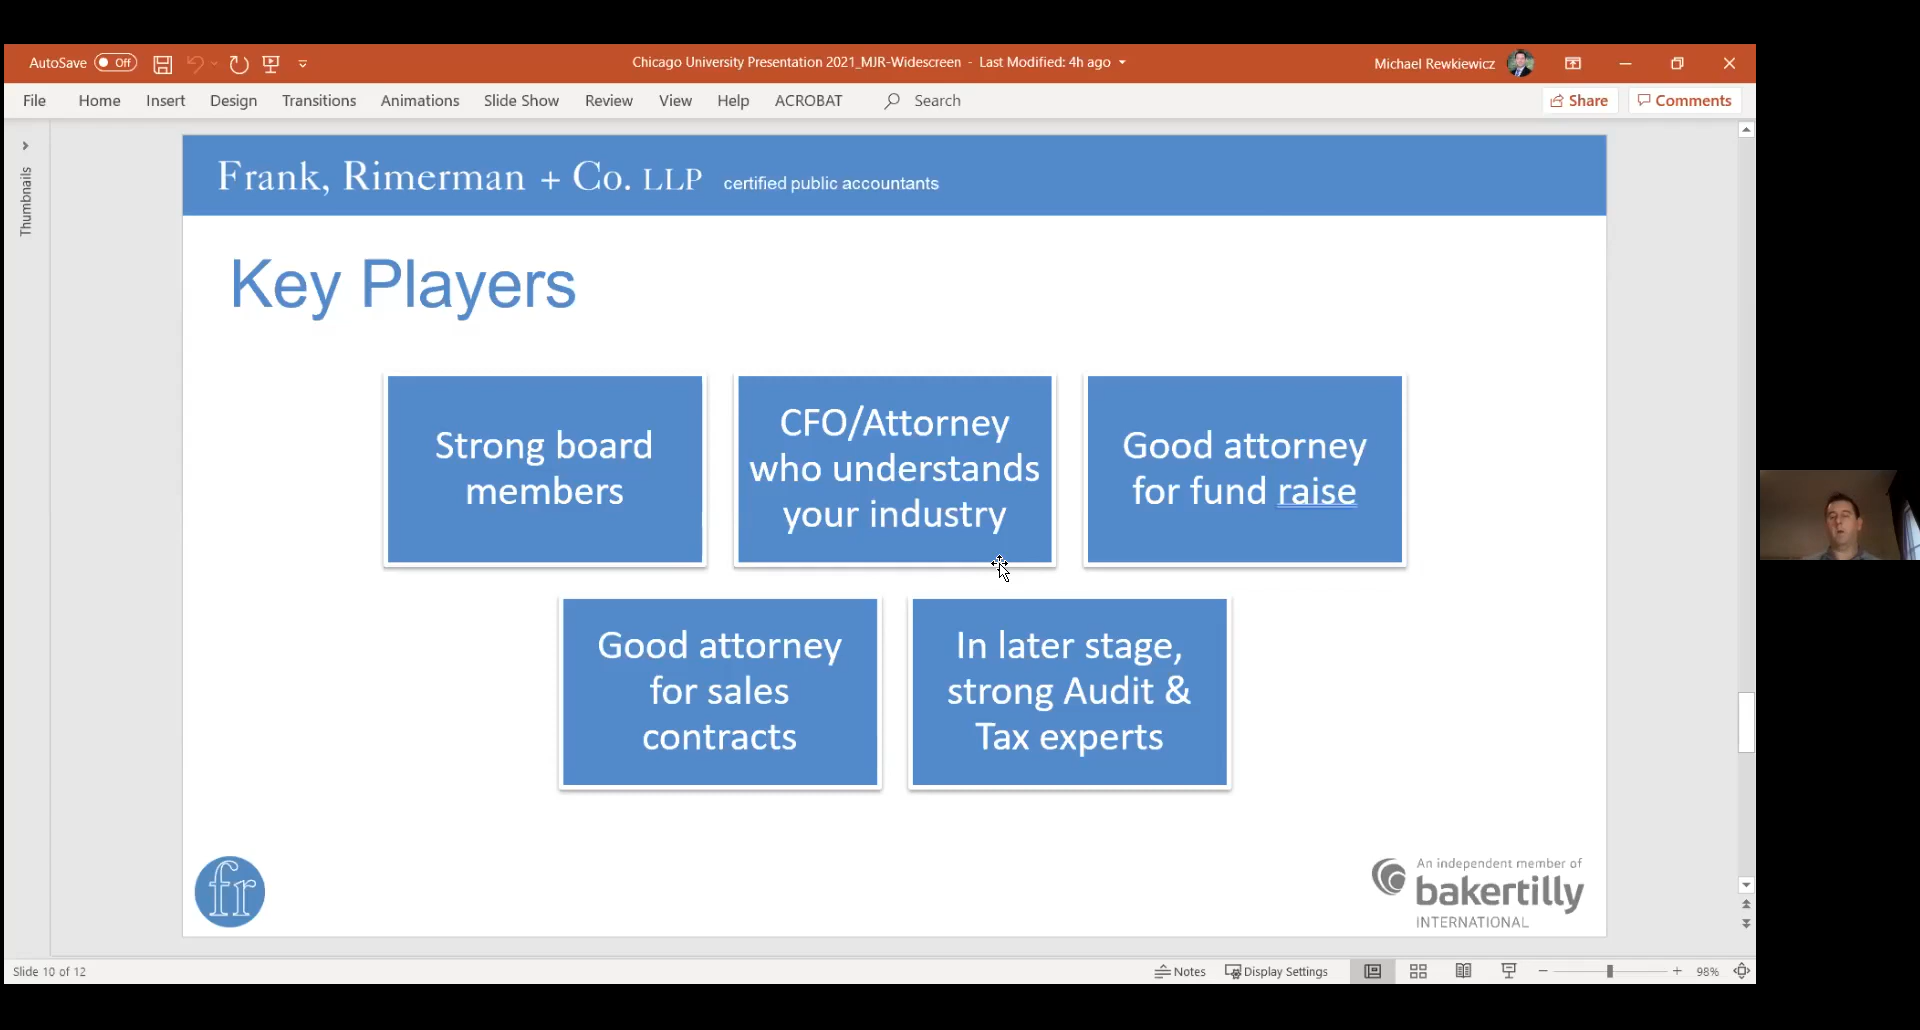 AutoSave Off Chicago University Presentation 2021_MJR-Widescreen - Last Modified: 4h ago Michael Rewkiewicz
File Home Insert Design Transitions Animations Slide Show Review View Help ACROBAT Search Share Comments
Thumbnails
Frank, Rimerman + Co. LLP certified public accountants
Key Players
Strong board
members
CFO/Attorney
who understands
your industry
Good attorney
for fund raise
Good attorney
for sales
contracts
In later stage,
strong Audit &
Tax experts
fr
An independent member of
bakertilly
INTERNATIONAL
Slide 10 of 12 Notes Display Settings 98%